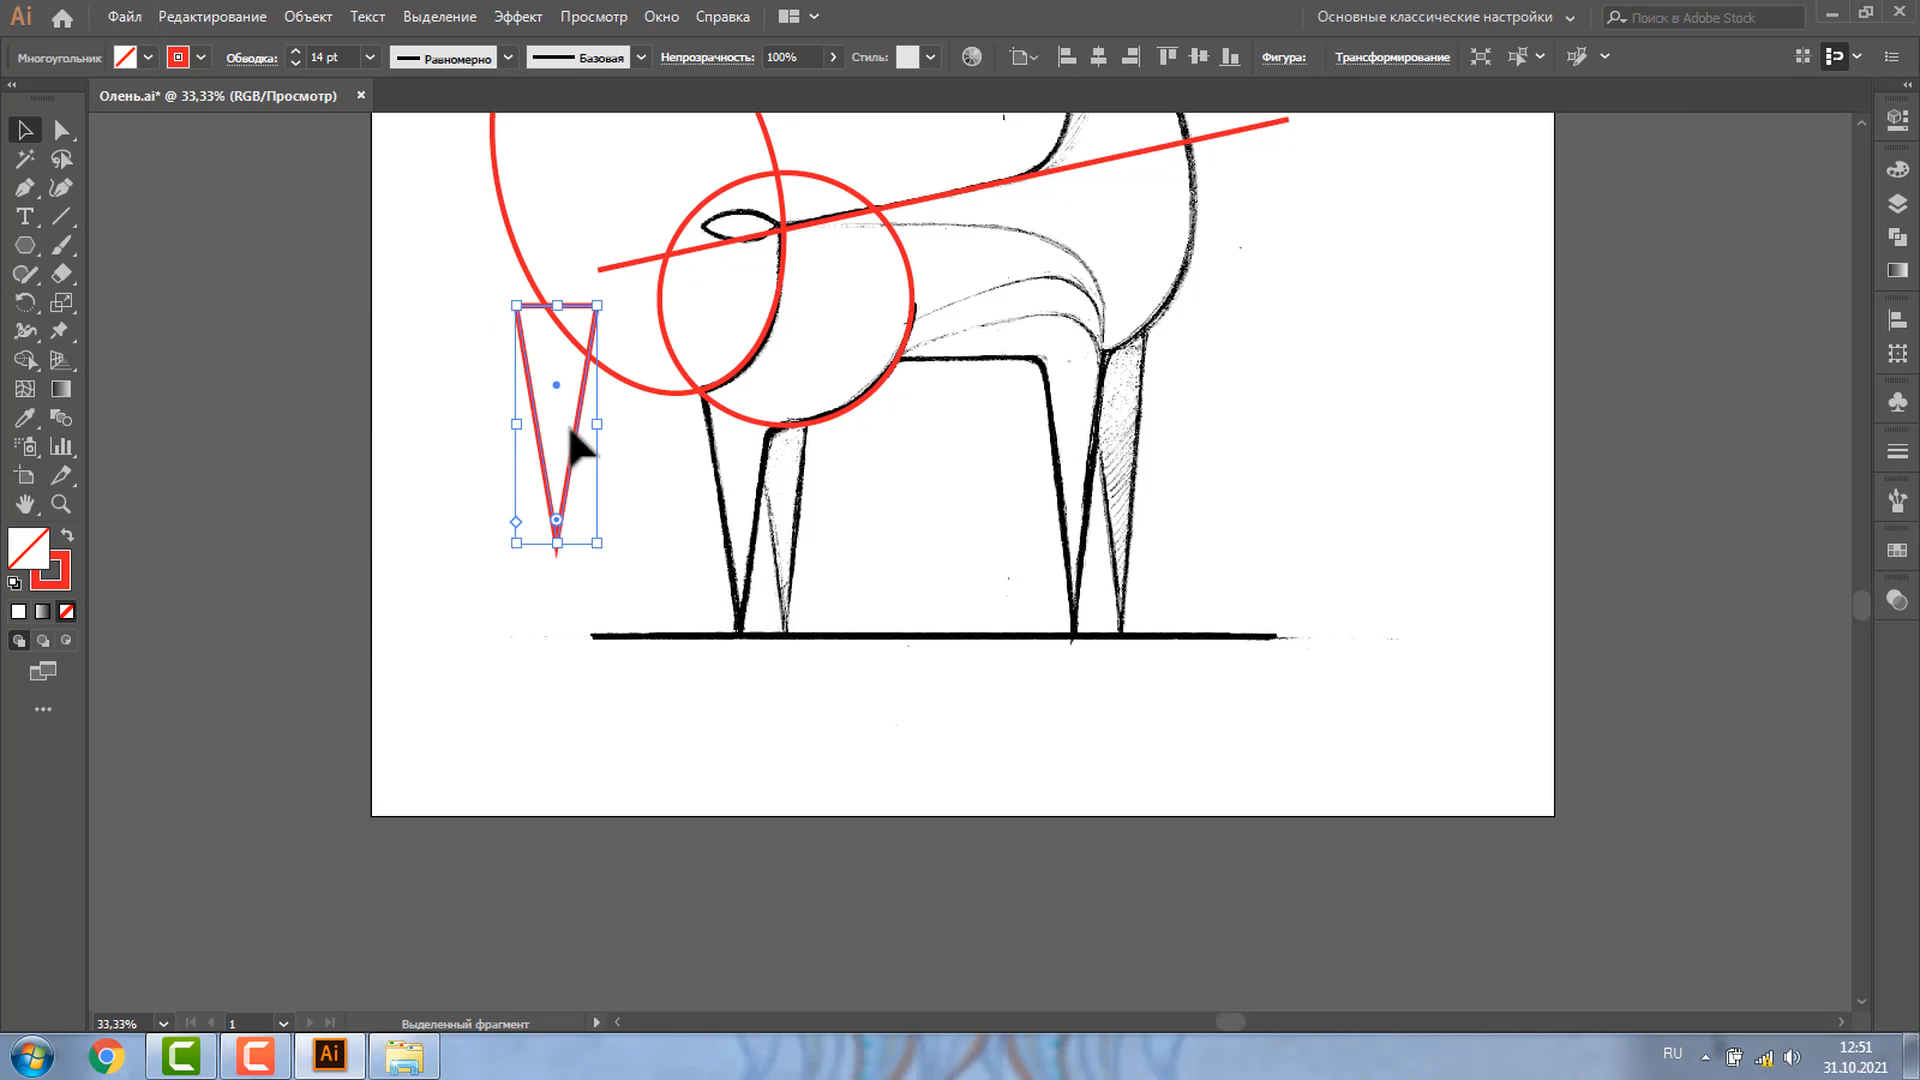 Ai Файл Редактирование Объект Текст Выделение Эффект Просмотр Окно Справка Основные классические настройки Поиск в Adobe Stock
Многоугольник Обводка: 14 pt Равномерно Базовая Непрозрачность: 100% Стиль: Фигура: Трансформирование
Олень.ai* @ 33,33% (RGB/Просмотр)
33,33% 1 Выделенный фрагмент
Ai RU 12:51
31.10.2021